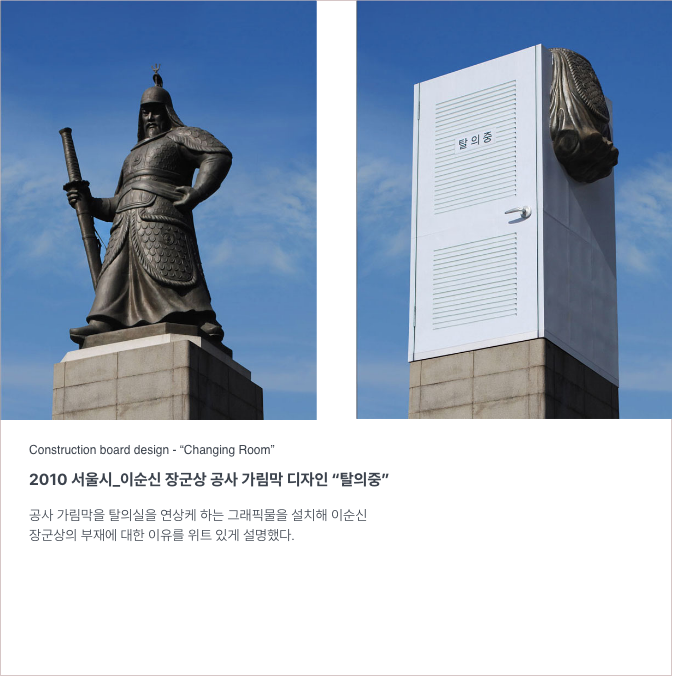 탈의중
Construction board design - “Changing Room”
2010 서울시_이순신 장군상 공사 가림막 디자인 “탈의중”
공사 가림막을 탈의실을 연상케 하는 그래픽물을 설치해 이순신
장군상의 부재에 대한 이유를 위트 있게 설명했다.